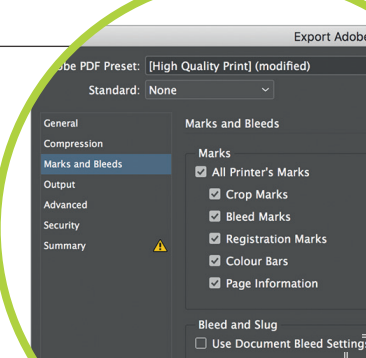 Export Adobe
be PDF Preset: [High Quality Print] (modified)
Standard: None
General
Compression
Marks and Bleeds
Output
Advanced
Security
Summary
Marks and Bleeds
Marks
All Printer's Marks
Crop Marks
Bleed Marks
Registration Marks
Colour Bars
Page Information
Bleed and Slug
Use Document Bleed Settings